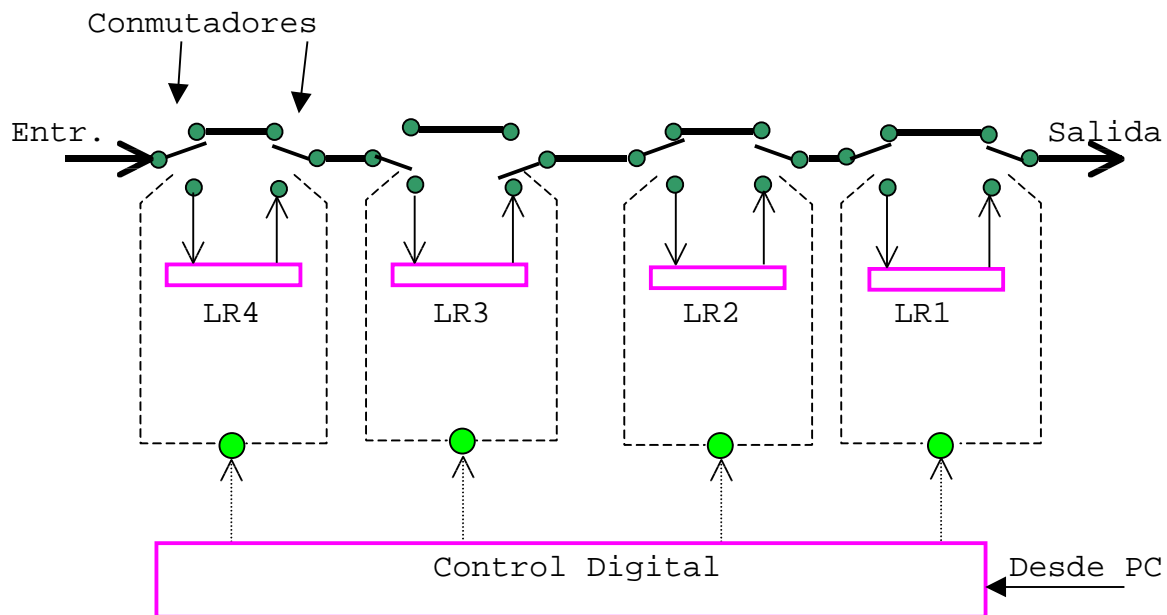 Conmutadores
Entr.
Salida
LR4
LR3
LR2
LR1
Control Digital
Desde PC